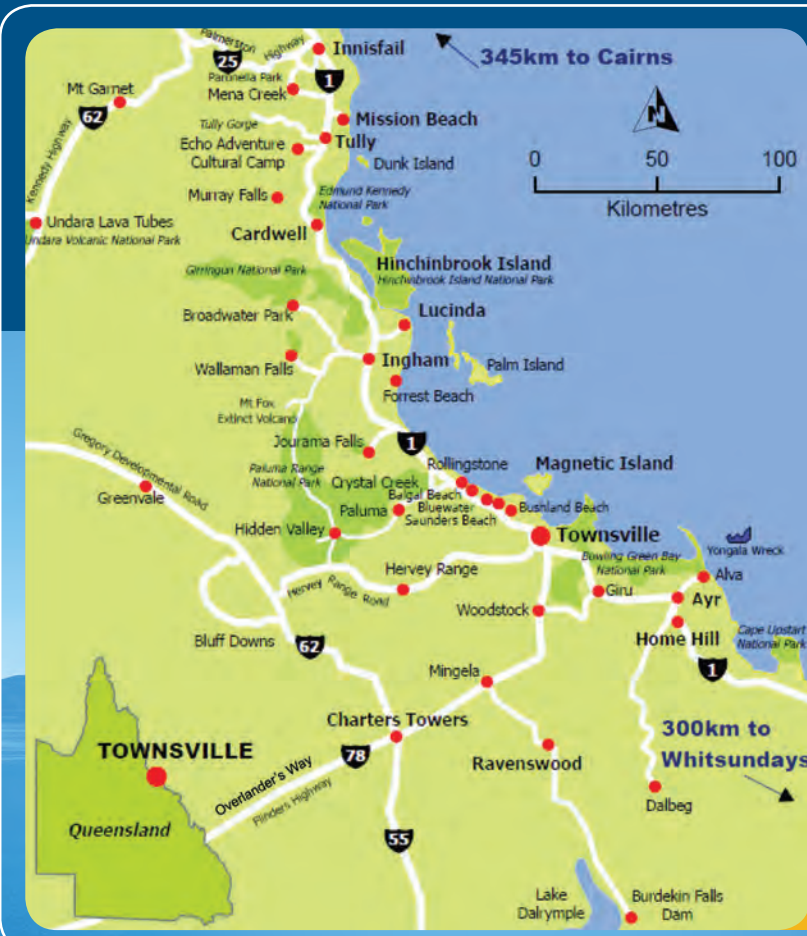 Palmerston
Highway
25
Innisfail
345km to Cairns
Paronella Park
1
Mt Garnet
Mena Creek
N
62
Mission Beach
Kennedy Highway
Tully Gorge
Tully
Echo Adventure
Cultural Camp
Dunk Island
0 50 100
Kilometres
Murray Falls
Edmund Kennedy
National Park
Undara Lava Tubes
Undara Volcanic National Park
Cardwell
Girringun National Park
Hinchinbrook Island
Hinchinbrook Island National Park
Broadwater Park
Lucinda
Wallaman Falls
Ingham
Palm Island
Forrest Beach
Mt Fox
Extinct Volcano
Gregory Developmental Road
Jourama Falls
1
Rollingstone
Magnetic Island
Paluma Range
National Park
Crystal Creek
Balgal Beach
Greenvale
Paluma
Bluewater
Bushland Beach
Saunders Beach
Hidden Valley
Townsville
Yongala Wreck
Bowling Green Bay
National Park
Hervey Range
Alva
Hervey Range Road
Giru
Ayr
Woodstock
Home Hill
Cape Upstart
National Park
Bluff Downs
62
1
Mingela
Charters Towers
300km to
Whitsundays
TOWNSVILLE
78
Ravenswood
Overlander's Way
Flinders Highway
Dalbeg
Queensland
55
Lake
Dalrymple
Burdekin Falls
Dam